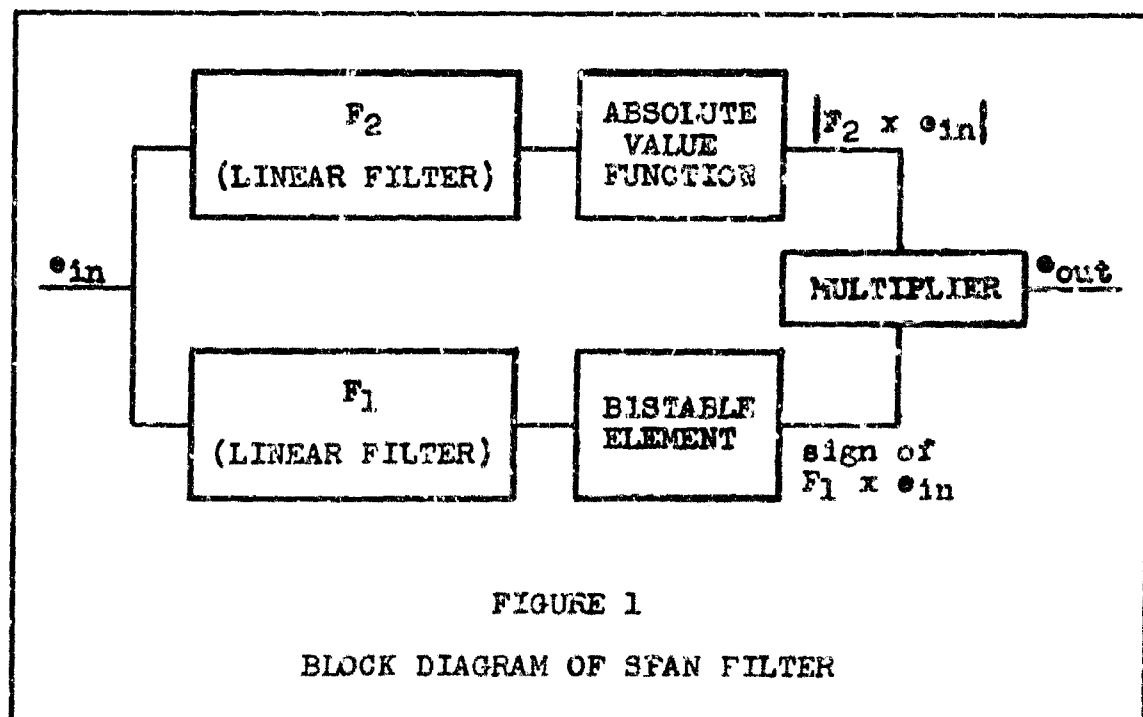 F2
(LINEAR FILTER)
ABSOLUTE
VALUE
FUNCTION
|F2 x ein|
ein
MULTIPLIER
eout
F1
(LINEAR FILTER)
BISTABLE
ELEMENT
sign of
F1 x ein
FIGURE 1
BLOCK DIAGRAM OF SPAN FILTER